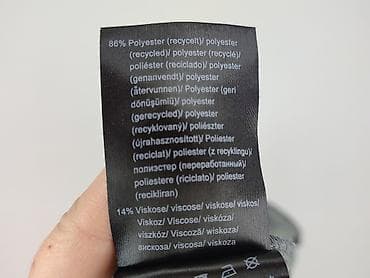 86% Polyester (recycelt)/ polyester
(recycled)/ polyester (recyclé)/
poliéster (reciclado)/ polyester
(genanvendt)/ polyester
(återvunnen)/ Polyester (geri
dönüşümlü)/ polyester
(gerecycled)/ polyester
(recyklovaný)/ poliészter
(újrahasznosított)/ Poliester
(reciclat)/ poliester (z recyklingu)/
полиэстер (переработанный)/
poliestere (riciclato)/ poliester
(recikliran)
14% Viskose/ viscose/ viskose/ viskos/
Viskoz/ Viscose/ viskóza/
viszkóz/ Viscoză/ wiskoza/
вискоза/ viscosa/ viskoza